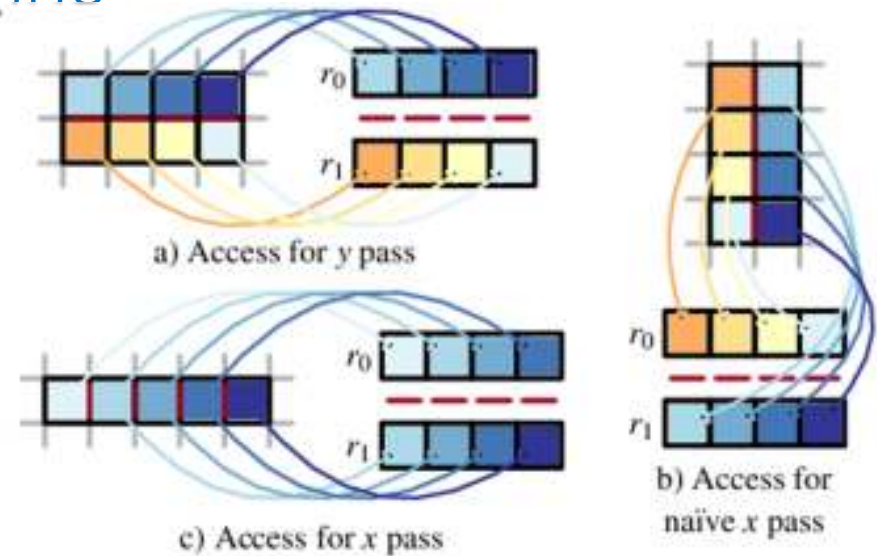 r0
r1
a) Access for y pass
r0
r1
c) Access for x pass
r0
r1
b) Access for
naïve x pass